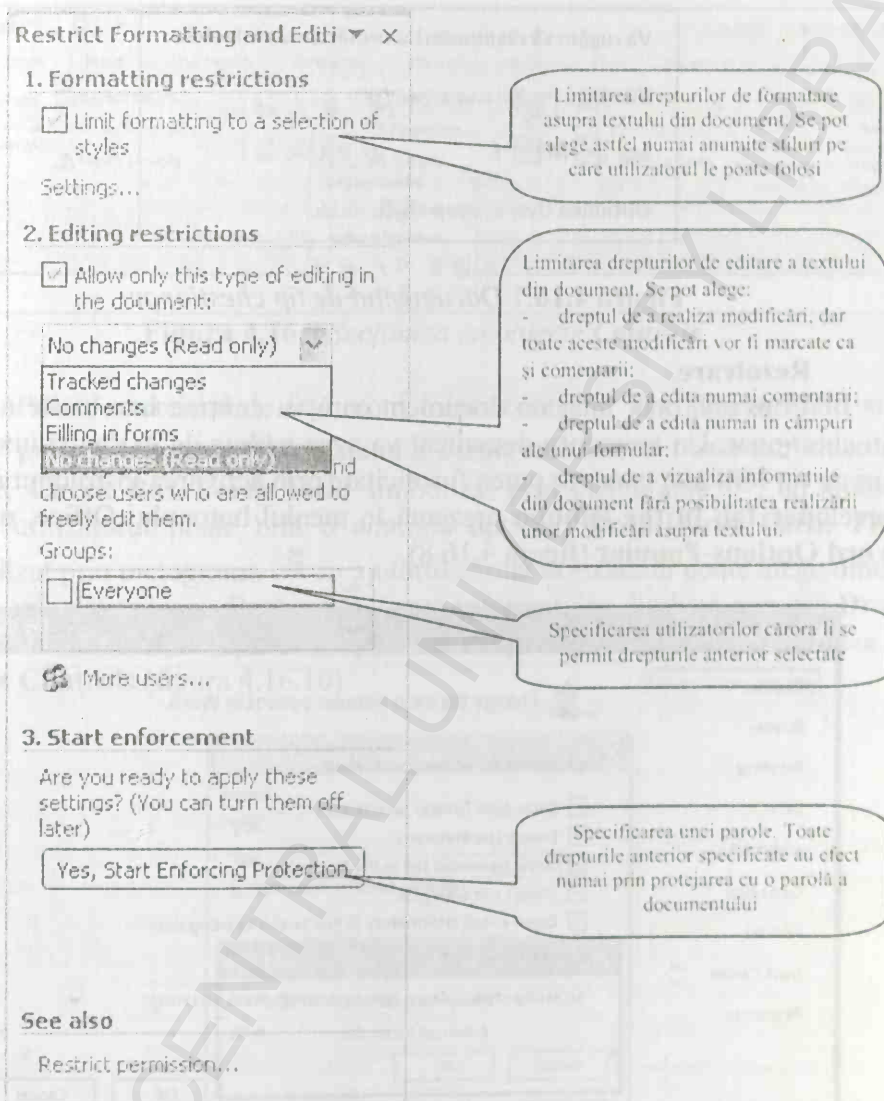 Restrict Formatting and Editi
1. Formatting restrictions
Limit formatting to a selection of
styles
Settings...
Limitarea drepturilor de formatare
asupra textului din document. Se pot
alege astfel numai anumite stiluri pe
care utilizatorul le poate folosi
2. Editing restrictions
Allow only this type of editing in
the document:
No changes (Read only)
Tracked changes
Comments
Filling in forms
No changes (Read only)
and
choose users who are allowed to
freely edit them.
Limitarea drepturilor de editare a textului
din document. Se pot alege:
- dreptul de a realiza modificări, dar
toate aceste modificări vor fi marcate ca
și comentarii;
- dreptul de a edita numai comentarii;
- dreptul de a edita numai în câmpuri
ale unui formular;
- dreptul de a vizualiza informațiile
din document fără posibilitatea realizării
unor modificări asupra textului.
Groups:
Everyone
More users...
Specificarea utilizatorilor cărora li se
permit drepturile anterior selectate
3. Start enforcement
Are you ready to apply these
settings? (You can turn them off
later)
Yes, Start Enforcing Protection
Specificarea unei parole. Toate
drepturile anterior specificate au efect
numai prin protejarea cu o parolă a
documentului
See also
Restrict permission...
CENTRAL UNIVERSITY LIBRA